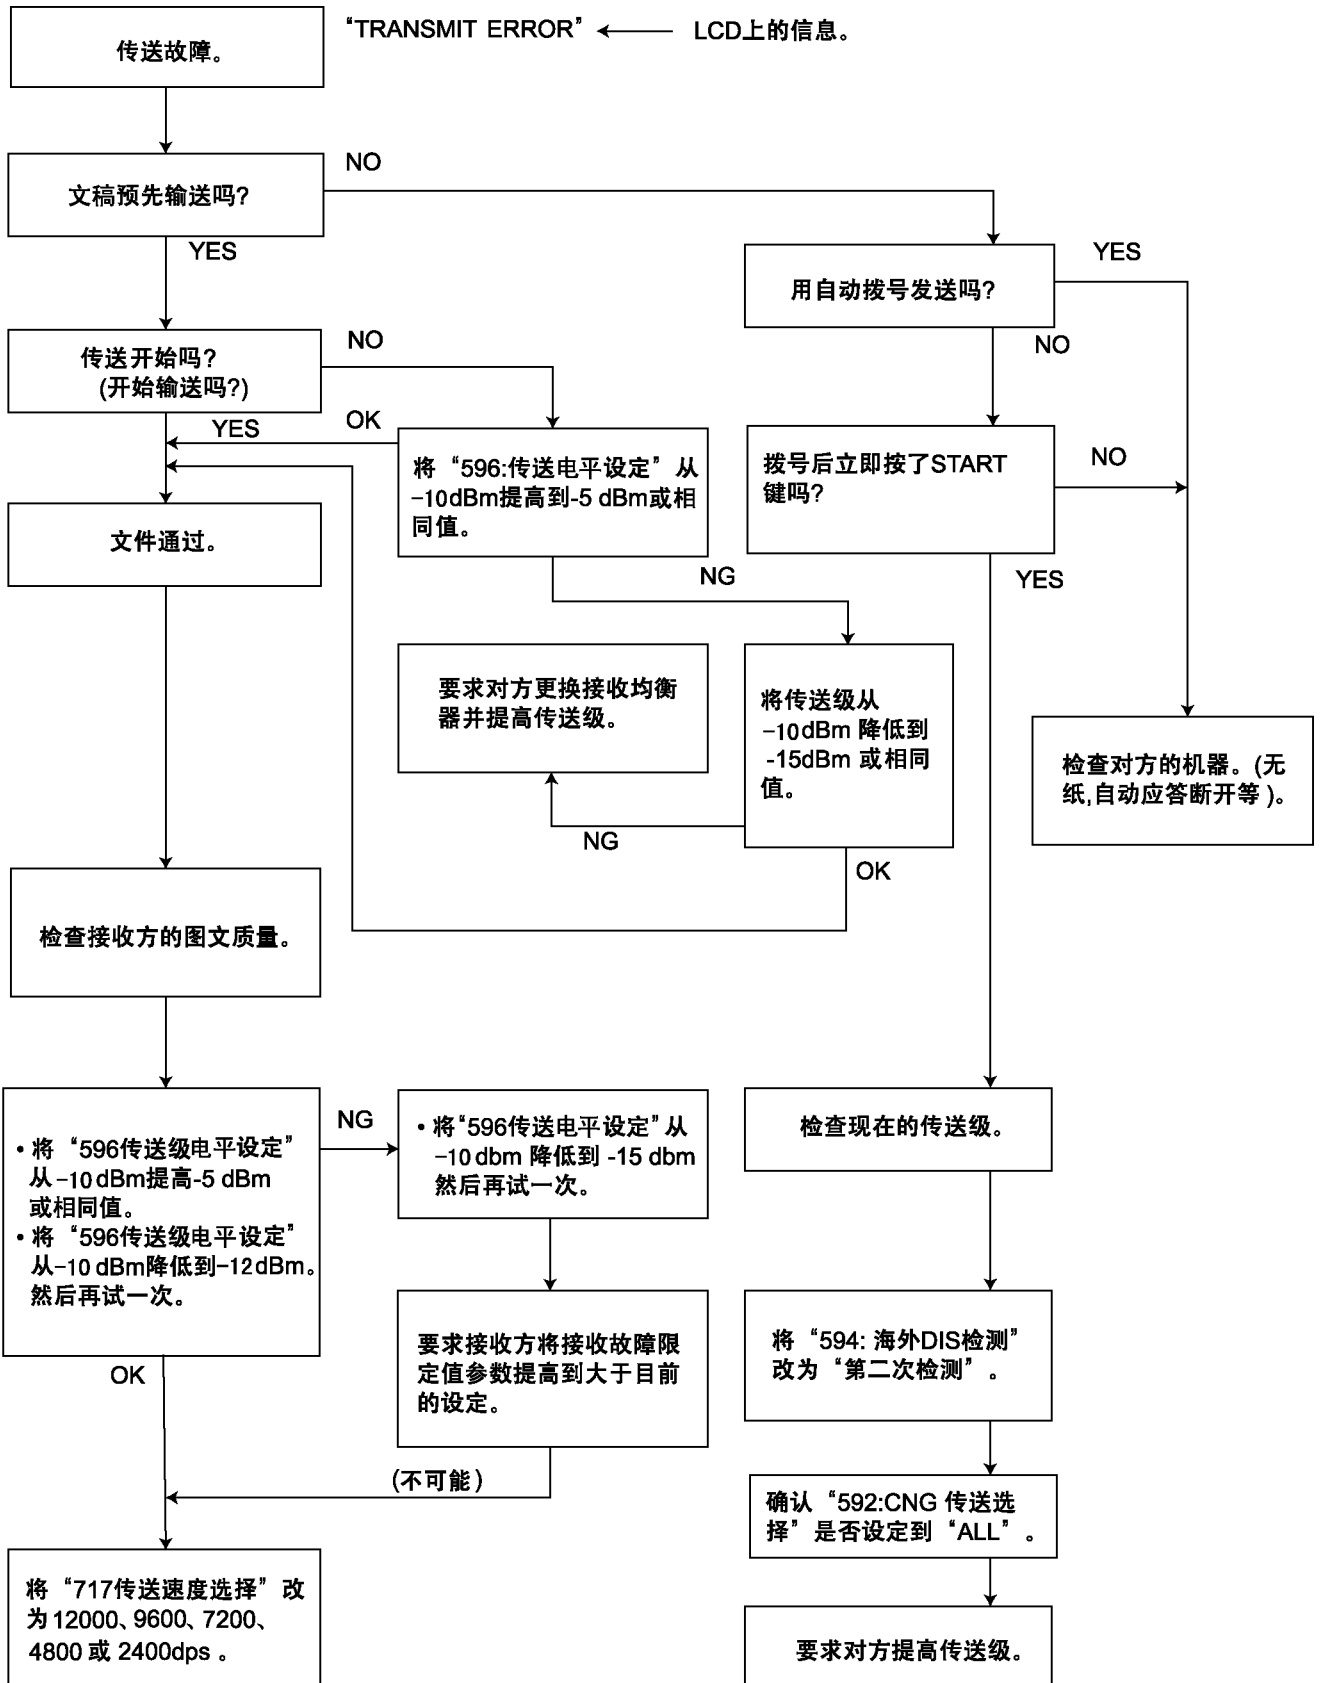 传送故障。
“TRANSMIT ERROR” ← LCD上的信息。
文稿预先输送吗?
NO
YES
用自动拨号发送吗?
YES
NO
传送开始吗?
(开始输送吗?)
NO
YES
OK
将“596:传送电平设定”从
-10dBm提高到-5 dBm或相
同值。
拨号后立即按了START
键吗?
NO
YES
文件通过。
NG
要求对方更换接收均衡
器并提高传送级。
将传送级从
-10dBm 降低到
-15dBm 或相同
值。
NG
OK
检查对方的机器。(无
纸,自动应答断开等 )。
检查接收方的图文质量。
• 将“596传送级电平设定”
从-10dBm提高-5 dBm
或相同值。
• 将“596传送级电平设定”
从-10 dBm降低到-12dBm。
然后再试一次。
NG
OK
• 将“596传送电平设定”从
-10 dbm 降低到 -15 dbm
然后再试一次。
检查现在的传送级。
要求接收方将接收故障限
定值参数提高到大于目前
的设定。
将“594: 海外DIS检测”
改为“第二次检测”。
(不可能)
确认“592:CNG 传送选
择”是否设定到“ALL”。
将“717传送速度选择”改
为12000、9600、7200、
4800 或 2400dps 。
要求对方提高传送级。